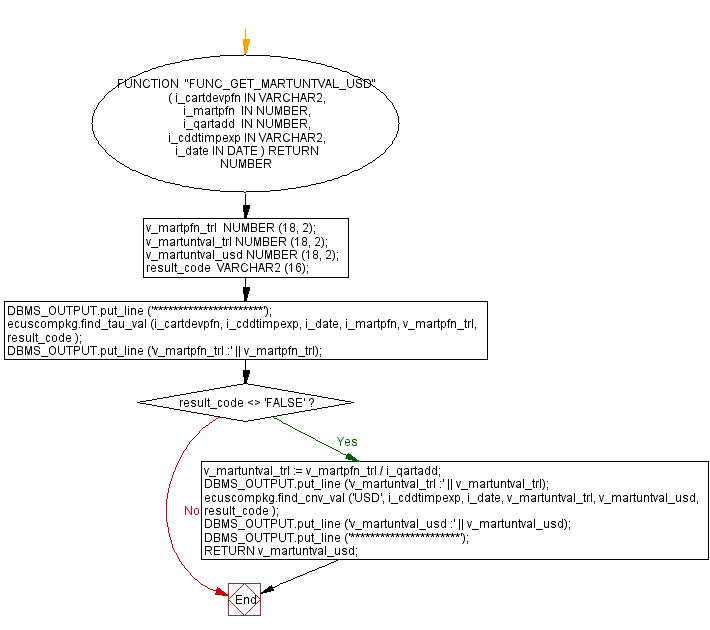 FUNCTION "FUNC_GET_MARTUNTVAL_USD"
( i_cartdevpfn IN VARCHAR2,
i_martpfn IN NUMBER,
i_qartadd IN NUMBER,
i_cddtimpexp IN VARCHAR2,
i_date IN DATE ) RETURN
NUMBER
v_martpfn_trl NUMBER (18, 2);
v_martuntval_trl NUMBER (18, 2);
v_martuntval_usd NUMBER (18, 2);
result_code VARCHAR2 (16);
DBMS_OUTPUT.put_line ('**********************');
ecuscompkg.find_tau_val (i_cartdevpfn, i_cddtimpexp, i_date, i_martpfn, v_martpfn_trl,
result_code );
DBMS_OUTPUT.put_line ('v_martpfn_trl :' || v_martpfn_trl);
result_code <> 'FALSE' ?
Yes
v_martuntval_trl := v_martpfn_trl / i_qartadd;
DBMS_OUTPUT.put_line ('v_martuntval_trl :' || v_martuntval_trl);
ecuscompkg.find_cnv_val ('USD', i_cddtimpexp, i_date, v_martuntval_trl, v_martuntval_usd,
No
result_code );
DBMS_OUTPUT.put_line ('v_martuntval_usd :' || v_martuntval_usd);
DBMS_OUTPUT.put_line ('**********************');
RETURN v_martuntval_usd;
End